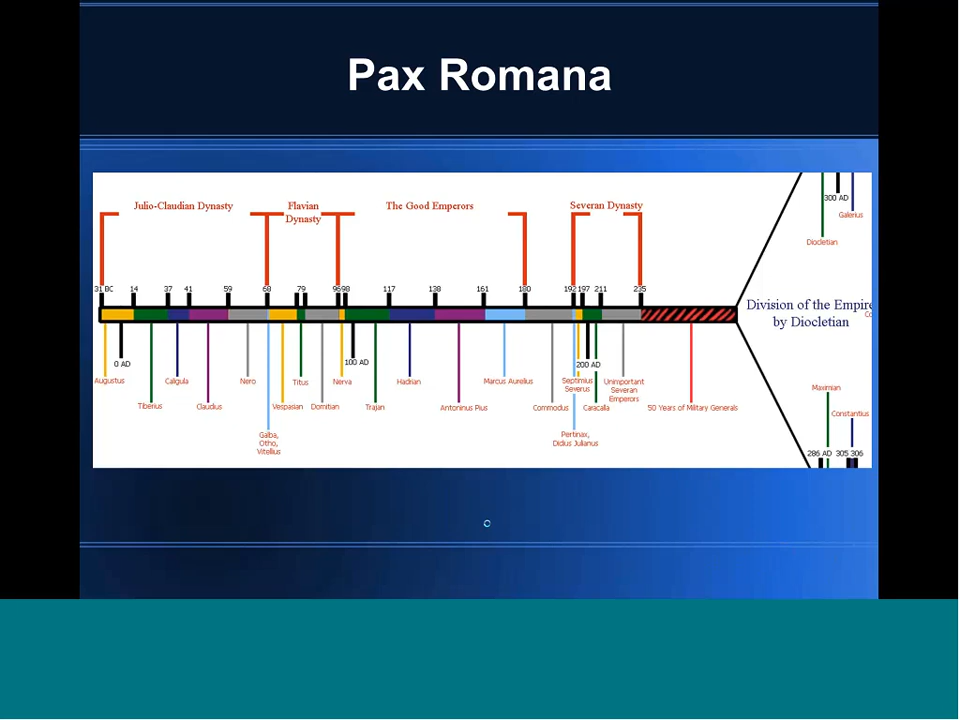 Pax Romana
Julio-Claudian Dynasty
Flavian
Dynasty
The Good Emperors
Severan Dynasty
31 BC 14 37 41 59 68 79 96 98 117 138 161 180 192 197 211 235
0 AD
100 AD
200 AD
Augustus
Tiberius
Caligula
Claudius
Nero
Galba,
Otho,
Vitellius
Vespasian
Titus
Domitian
Nerva
Trajan
Hadrian
Antoninus Pius
Marcus Aurelius
Commodus
Septimius
Severus
Pertinax,
Didius Julianus
Caracalla
Unimportant
Severan
Emperors
50 Years of Military Generals
300 AD
Galerius
Diocletian
Division of the Empire
by Diocletian
Maximian
Constantius
286 AD 305 306